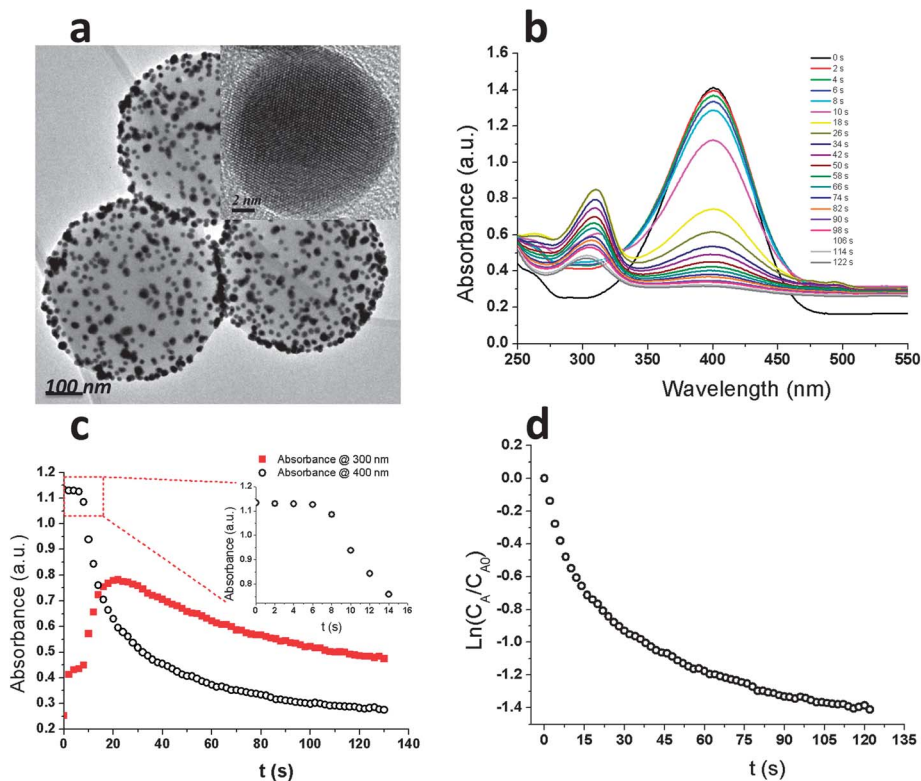 a
2 nm
100 nm
b
Absorbance (a.u.)
1.6
1.4
1.2
1.0
0.8
0.6
0.4
0.2
0.0
250 300 350 400 450 500 550
Wavelength (nm)
0 s
2 s
4 s
6 s
8 s
10 s
18 s
26 s
34 s
42 s
50 s
58 s
66 s
74 s
82 s
90 s
98 s
106 s
114 s
122 s
c
Absorbance @ 300 nm
Absorbance @ 400 nm
Absorbance (a.u.)
1.2
1.1
1.0
0.9
0.8
0.7
0.6
0.5
0.4
0.3
0.2
0 20 40 60 80 100 120 140
t (s)
Absorbance (a.u.)
1.2
1.1
1.0
0.9
0.8
0 2 4 6 8 10 12 14 16
t (s)
d
Ln(C_A/C_A0)
0.2
0.0
-0.2
-0.4
-0.6
-0.8
-1.0
-1.2
-1.4
0 15 30 45 60 75 90 105 120 135
t (s)